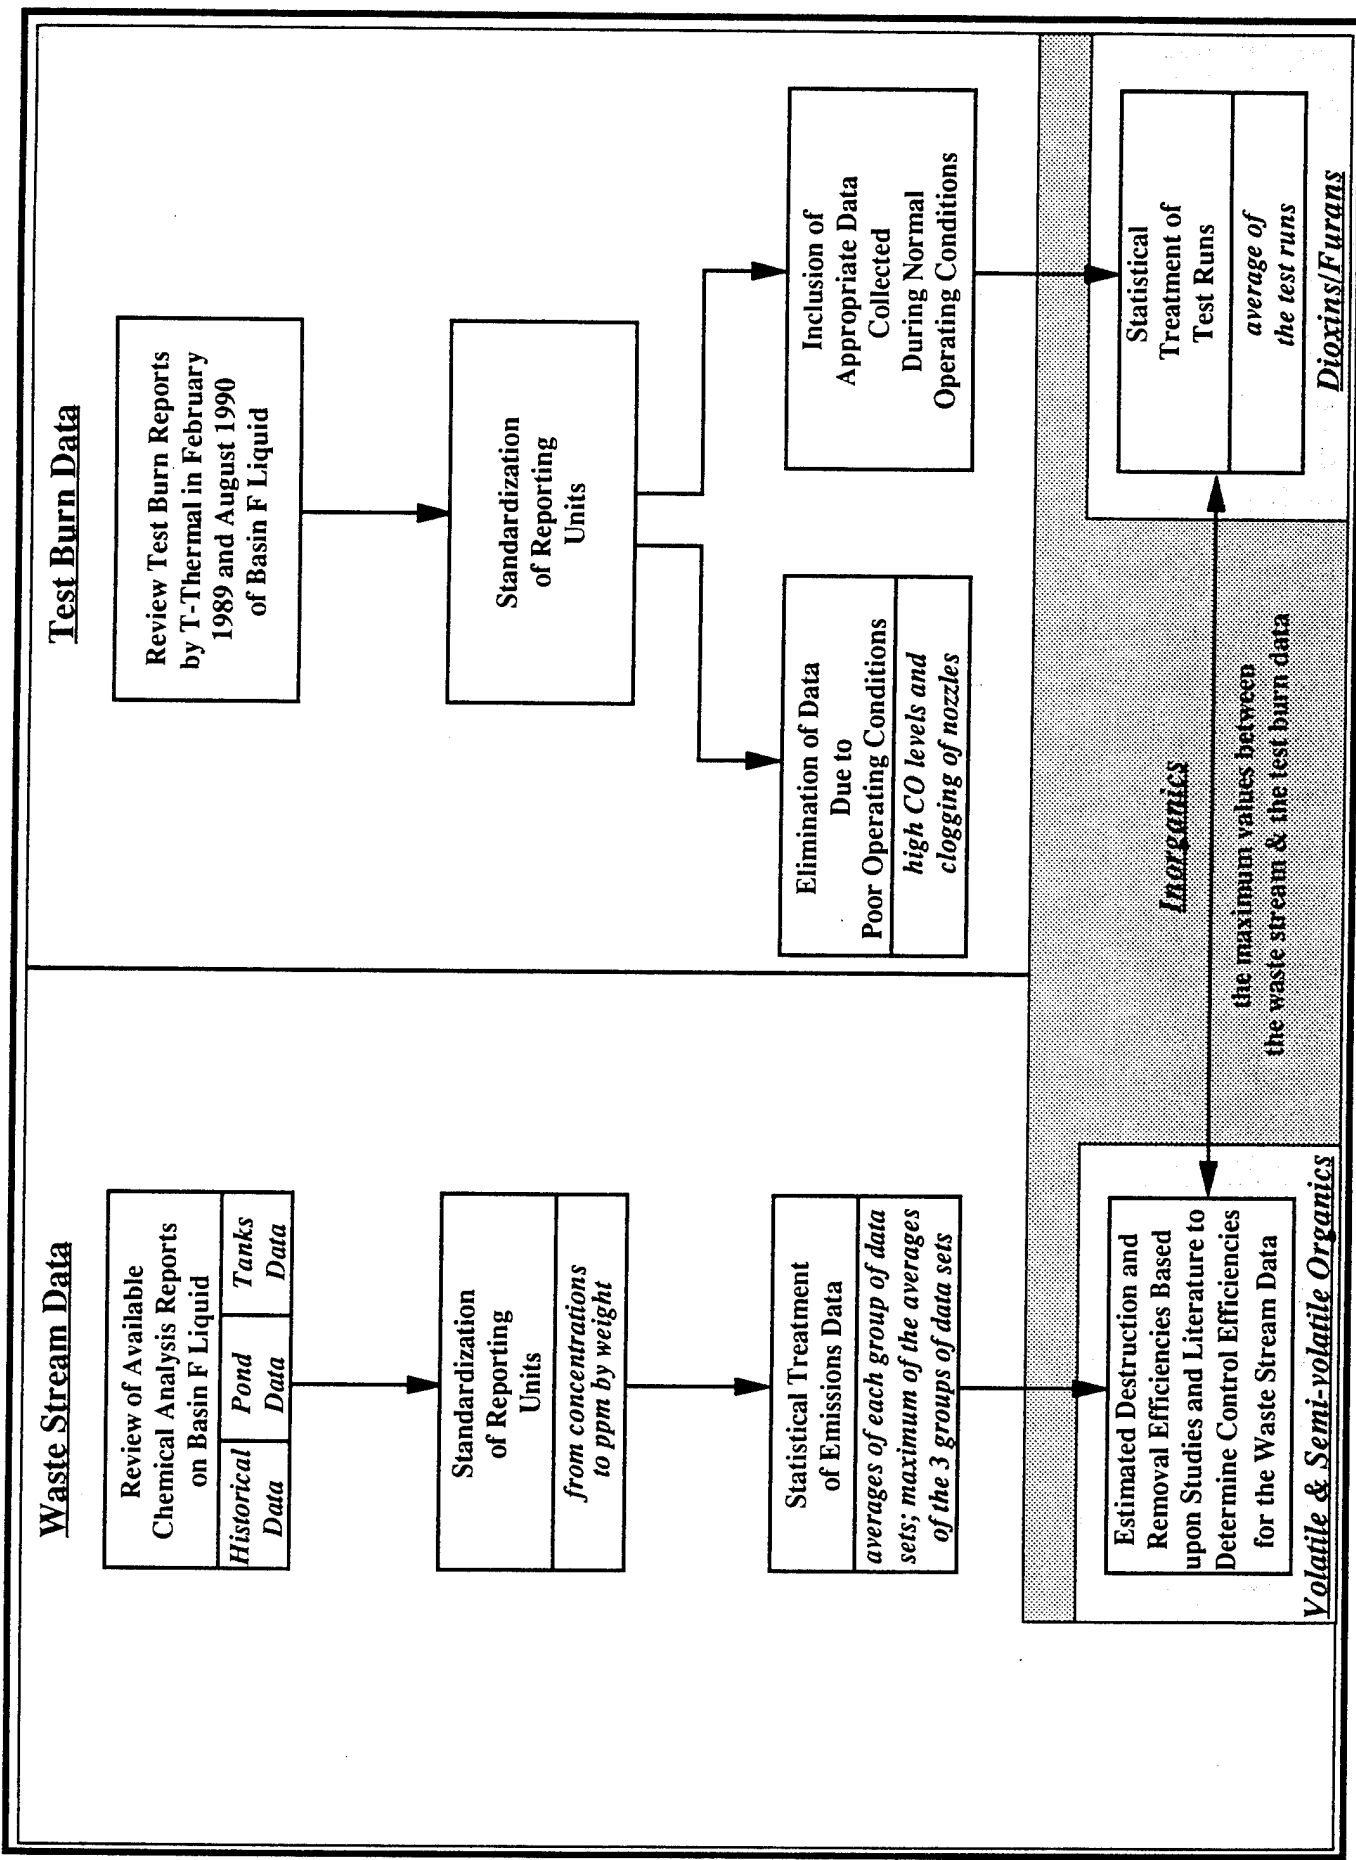 Waste Stream Data
Review of Available
Chemical Analysis Reports
on Basin F Liquid
Historical
Data
Pond
Data
Tanks
Data
Standardization
of Reporting
Units
from concentrations
to ppm by weight
Statistical Treatment
of Emissions Data
averages of each group of data
sets; maximum of the averages
of the 3 groups of data sets
Estimated Destruction and
Removal Efficiencies Based
upon Studies and Literature to
Determine Control Efficiencies
for the Waste Stream Data
Volatile & Semi-volatile Organics
Test Burn Data
Review Test Burn Reports
by T-Thermal in February
1989 and August 1990
of Basin F Liquid
Standardization
of Reporting
Units
Elimination of Data
Due to
Poor Operating Conditions
high CO levels and
clogging of nozzles
Inclusion of
Appropriate Data
Collected
During Normal
Operating Conditions
Inorganics
the maximum values between
the waste stream & the test burn data
Statistical
Treatment of
Test Runs
average of
the test runs
Dioxins/Furans